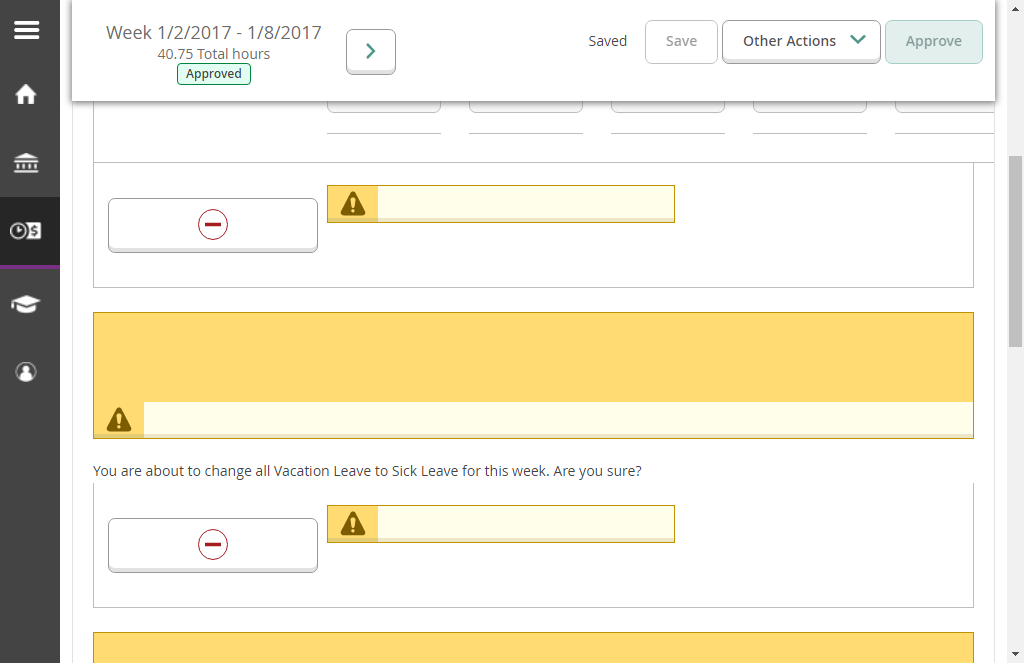 Week 1/2/2017 - 1/8/2017
40.75 Total hours
Approved
Saved
Save
Other Actions
Approve
You are about to change all Vacation Leave to Sick Leave for this week. Are you sure?